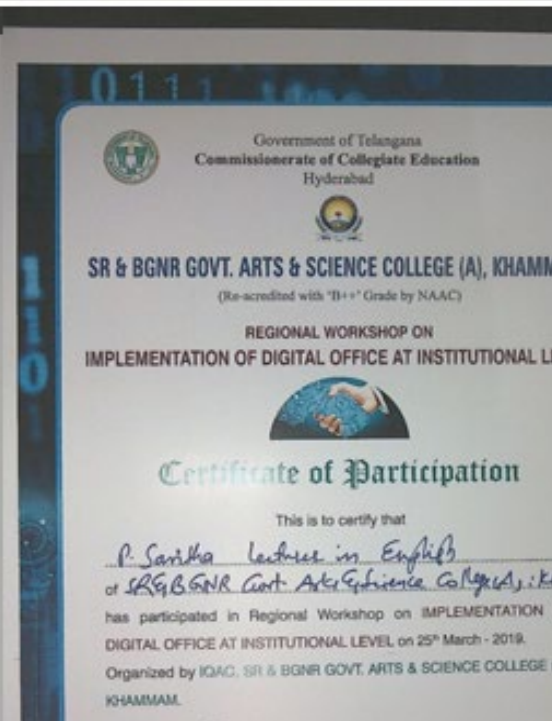 0111
Government of Telangana
Commissionerate of Collegiate Education
Hyderabad
SR & BGNR GOVT. ARTS & SCIENCE COLLEGE (A), KHAMM
(Re-acredited with "B++" Grade by NAAC)
REGIONAL WORKSHOP ON
IMPLEMENTATION OF DIGITAL OFFICE AT INSTITUTIONAL LE
Certificate of Participation
This is to certify that
P. Savitha lecturer in English
of SR&BGNR Govt Arts & Science College(A), : K
has participated in Regional Workshop on IMPLEMENTATION
DIGITAL OFFICE AT INSTITUTIONAL LEVEL on 25th March - 2019.
Organized by IQAC, SR & BGNR GOVT. ARTS & SCIENCE COLLEGE
KHAMMAM.